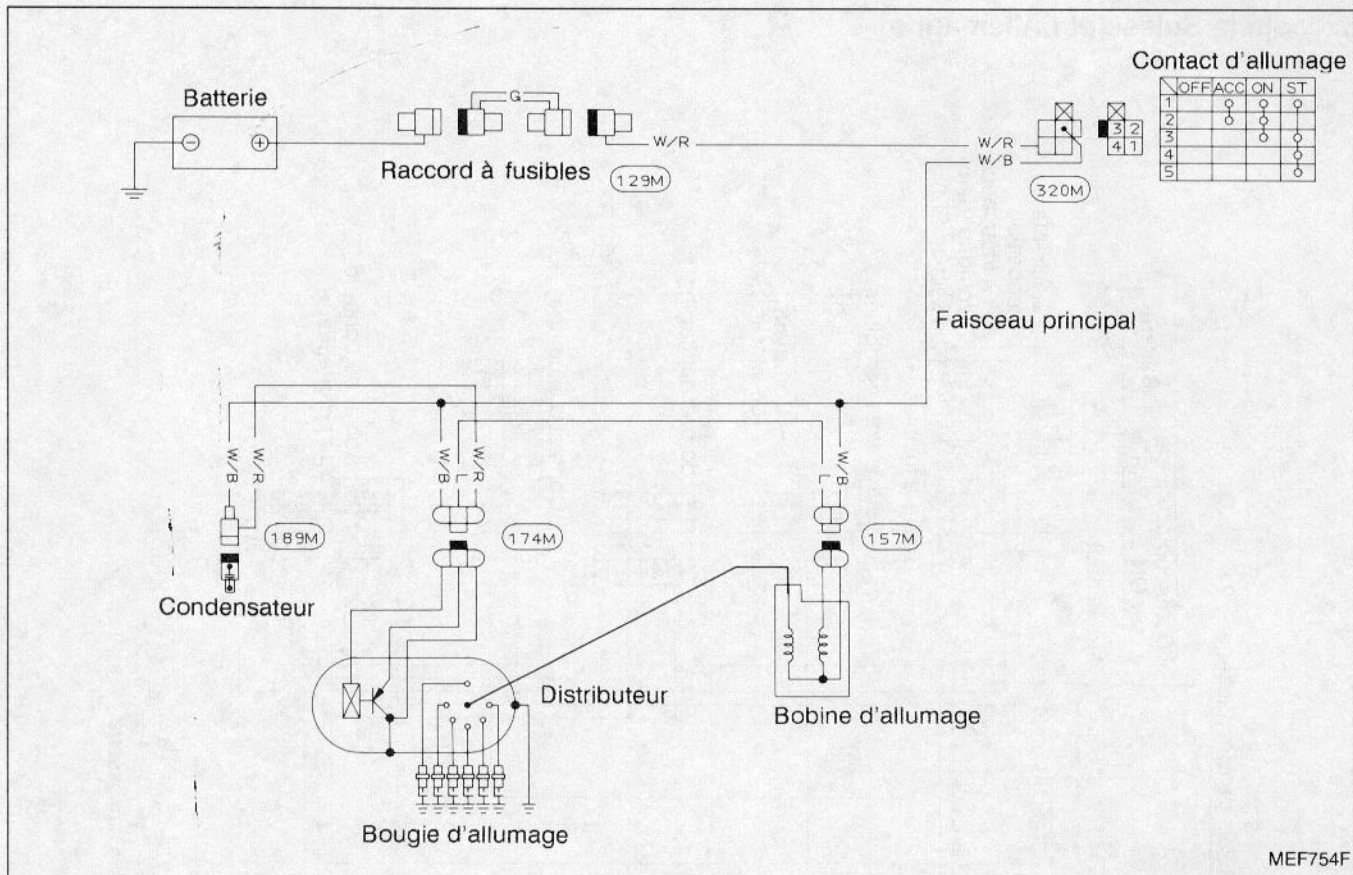 Contact d'allumage
OFF ACC ON ST
1
2
3
4
5
3 2
4 1
Batterie
G
W/R
W/R
W/B
Raccord à fusibles
129M
320M
Faisceau principal
W/B
W/R
W/B
L
W/R
L
W/B
189M
174M
157M
Condensateur
Distributeur
Bobine d'allumage
Bougie d'allumage
MEF754F